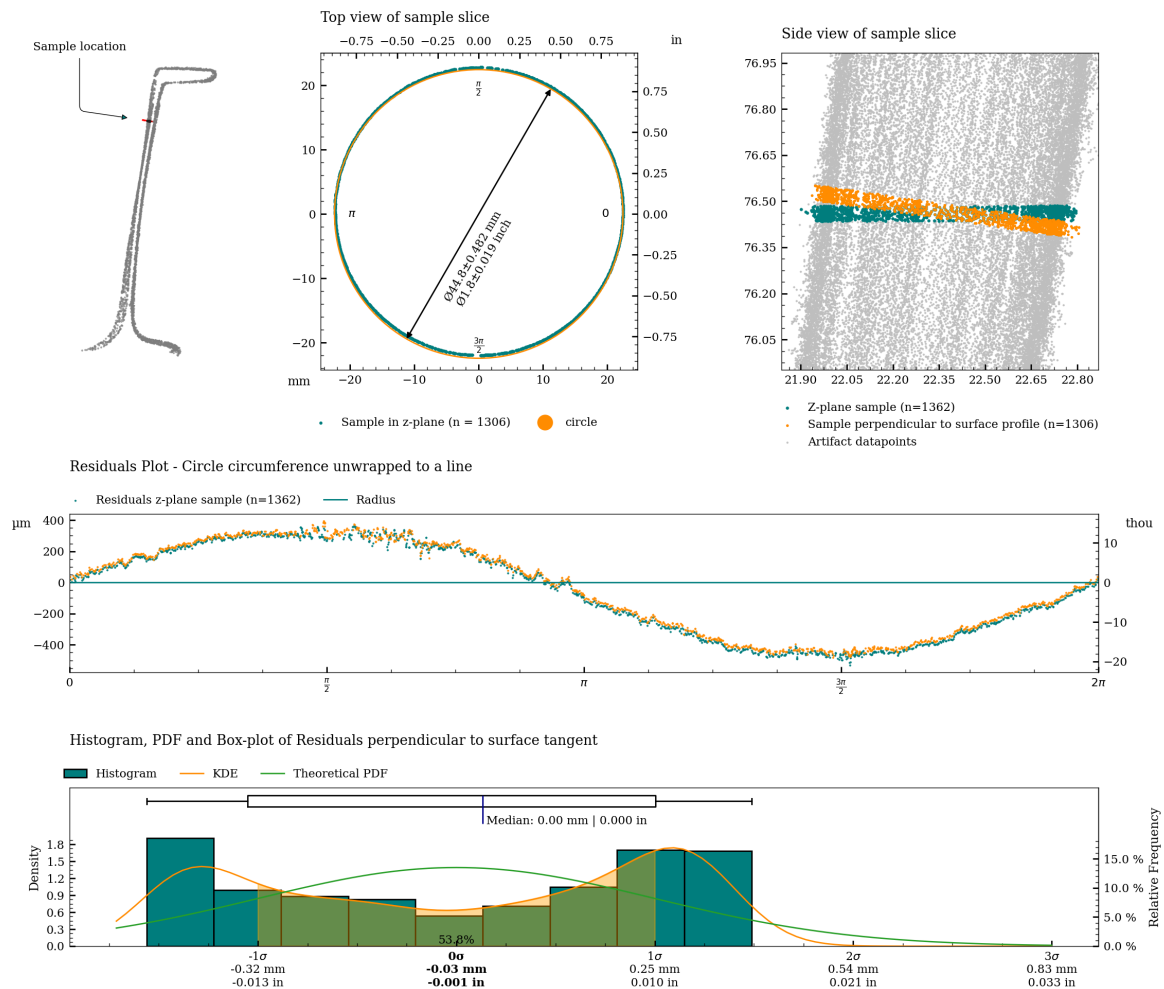 Sample location
Top view of sample slice
−0.75 −0.50 −0.25 0.00 0.25 0.50 0.75 in
20
10
0
−10
−20
mm
−20 −10 0 10 20
0.75
0.50
0.25
0.00
−0.25
−0.50
−0.75
π/2
π
0
3π/2
Ø44.8±0.482 mm
Ø1.8±0.019 inch
Sample in z-plane (n = 1306) circle
Side view of sample slice
76.95
76.80
76.65
76.50
76.35
76.20
76.05
21.90 22.05 22.20 22.35 22.50 22.65 22.80
Z-plane sample (n=1362)
Sample perpendicular to surface profile (n=1306)
Artifact datapoints
Residuals Plot - Circle circumference unwrapped to a line
Residuals z-plane sample (n=1362) Radius
µm
400
200
0
−200
−400
thou
10
0
−10
−20
0 π/2 π 3π/2 2π
Histogram, PDF and Box-plot of Residuals perpendicular to surface tangent
Histogram KDE Theoretical PDF
Median: 0.00 mm | 0.000 in
Density
1.8
1.5
1.2
0.9
0.6
0.3
0.0
Relative Frequency
15.0 %
10.0 %
5.0 %
0.0 %
53.8%
-1σ 0σ 1σ 2σ 3σ
-0.32 mm -0.03 mm 0.25 mm 0.54 mm 0.83 mm
-0.013 in -0.001 in 0.010 in 0.021 in 0.033 in